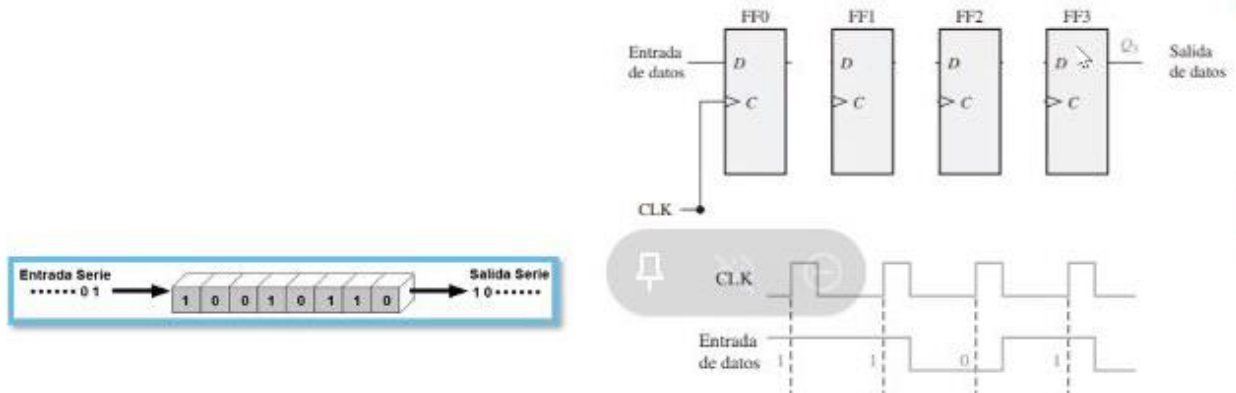 FF0 FF1 FF2 FF3
Entrada
de datos
D D D D
Q3
Salida
de datos
C C C C
CLK
Entrada Serie
······ 0 1
1 0 0 1 0 1 1 0
Salida Serie
1 0 ······
CLK
Entrada
de datos
1 1 0 1